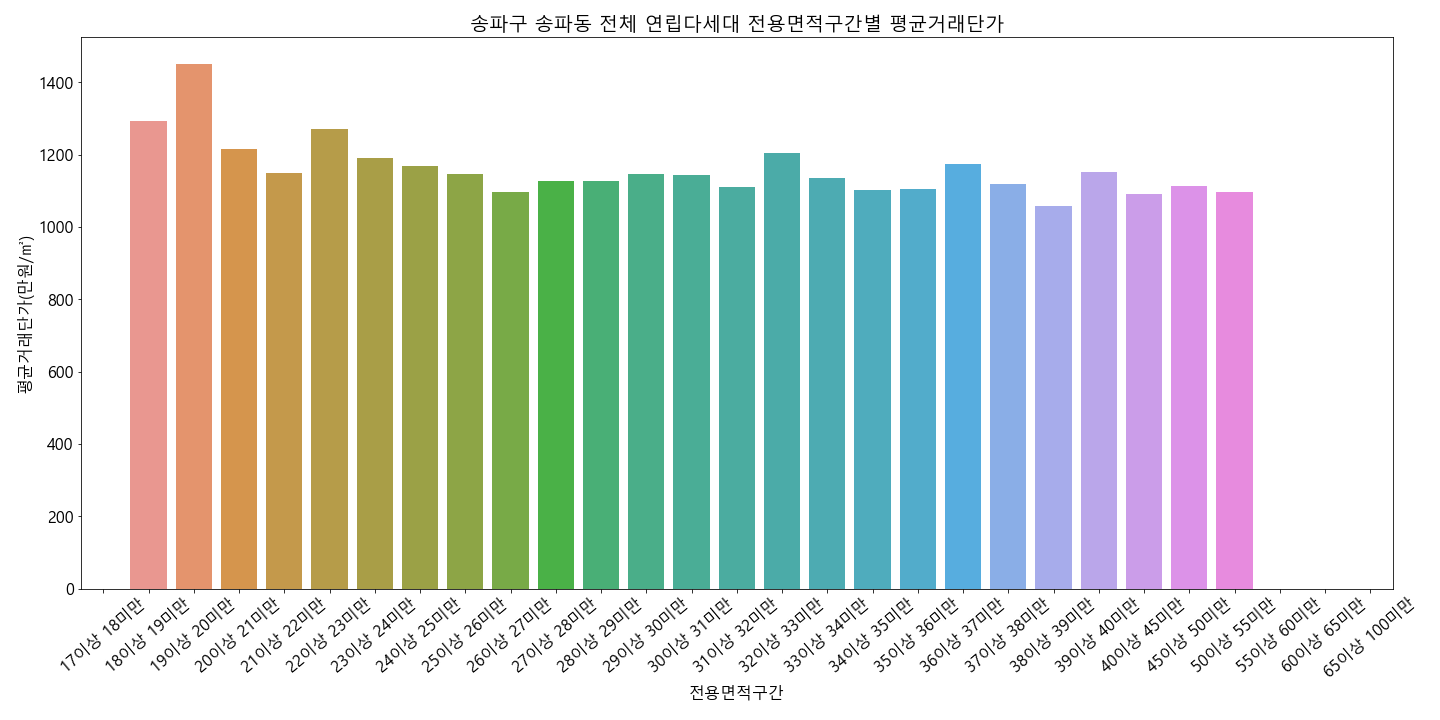 송파구 송파동 전체 연립다세대 전용면적구간별 평균거래단가
평균거래단가(만원/㎡)
1400
1200
1000
800
600
400
200
0
17이상 18미만
18이상 19미만
19이상 20미만
20이상 21미만
21이상 22미만
22이상 23미만
23이상 24미만
24이상 25미만
25이상 26미만
26이상 27미만
27이상 28미만
28이상 29미만
29이상 30미만
30이상 31미만
31이상 32미만
32이상 33미만
33이상 34미만
34이상 35미만
35이상 36미만
36이상 37미만
37이상 38미만
38이상 39미만
39이상 40미만
40이상 45미만
45이상 50미만
50이상 55미만
55이상 60미만
60이상 65미만
65이상 100미만
전용면적구간